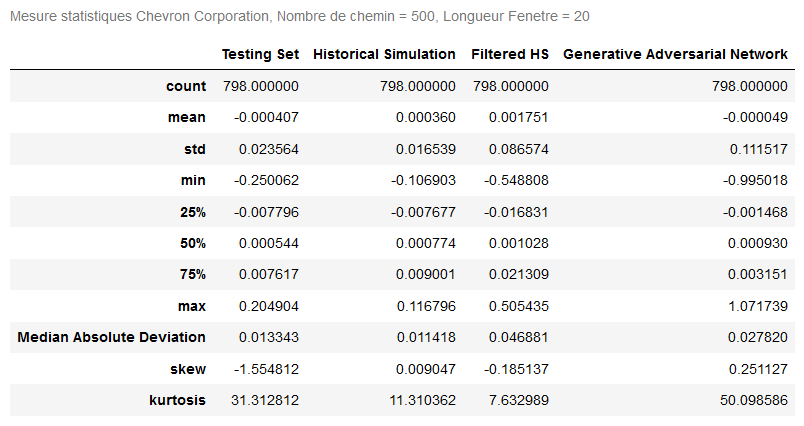 Mesure statistiques Chevron Corporation, Nombre de chemin = 500, Longueur Fenetre = 20
Testing Set Historical Simulation Filtered HS Generative Adversarial Network
count 798.000000 798.000000 798.000000 798.000000
mean -0.000407 0.000360 0.001751 -0.000049
std 0.023564 0.016539 0.086574 0.111517
min -0.250062 -0.106903 -0.548808 -0.995018
25% -0.007796 -0.007677 -0.016831 -0.001468
50% 0.000544 0.000774 0.001028 0.000930
75% 0.007617 0.009001 0.021309 0.003151
max 0.204904 0.116796 0.505435 1.071739
Median Absolute Deviation 0.013343 0.011418 0.046881 0.027820
skew -1.554812 0.009047 -0.185137 0.251127
kurtosis 31.312812 11.310362 7.632989 50.098586